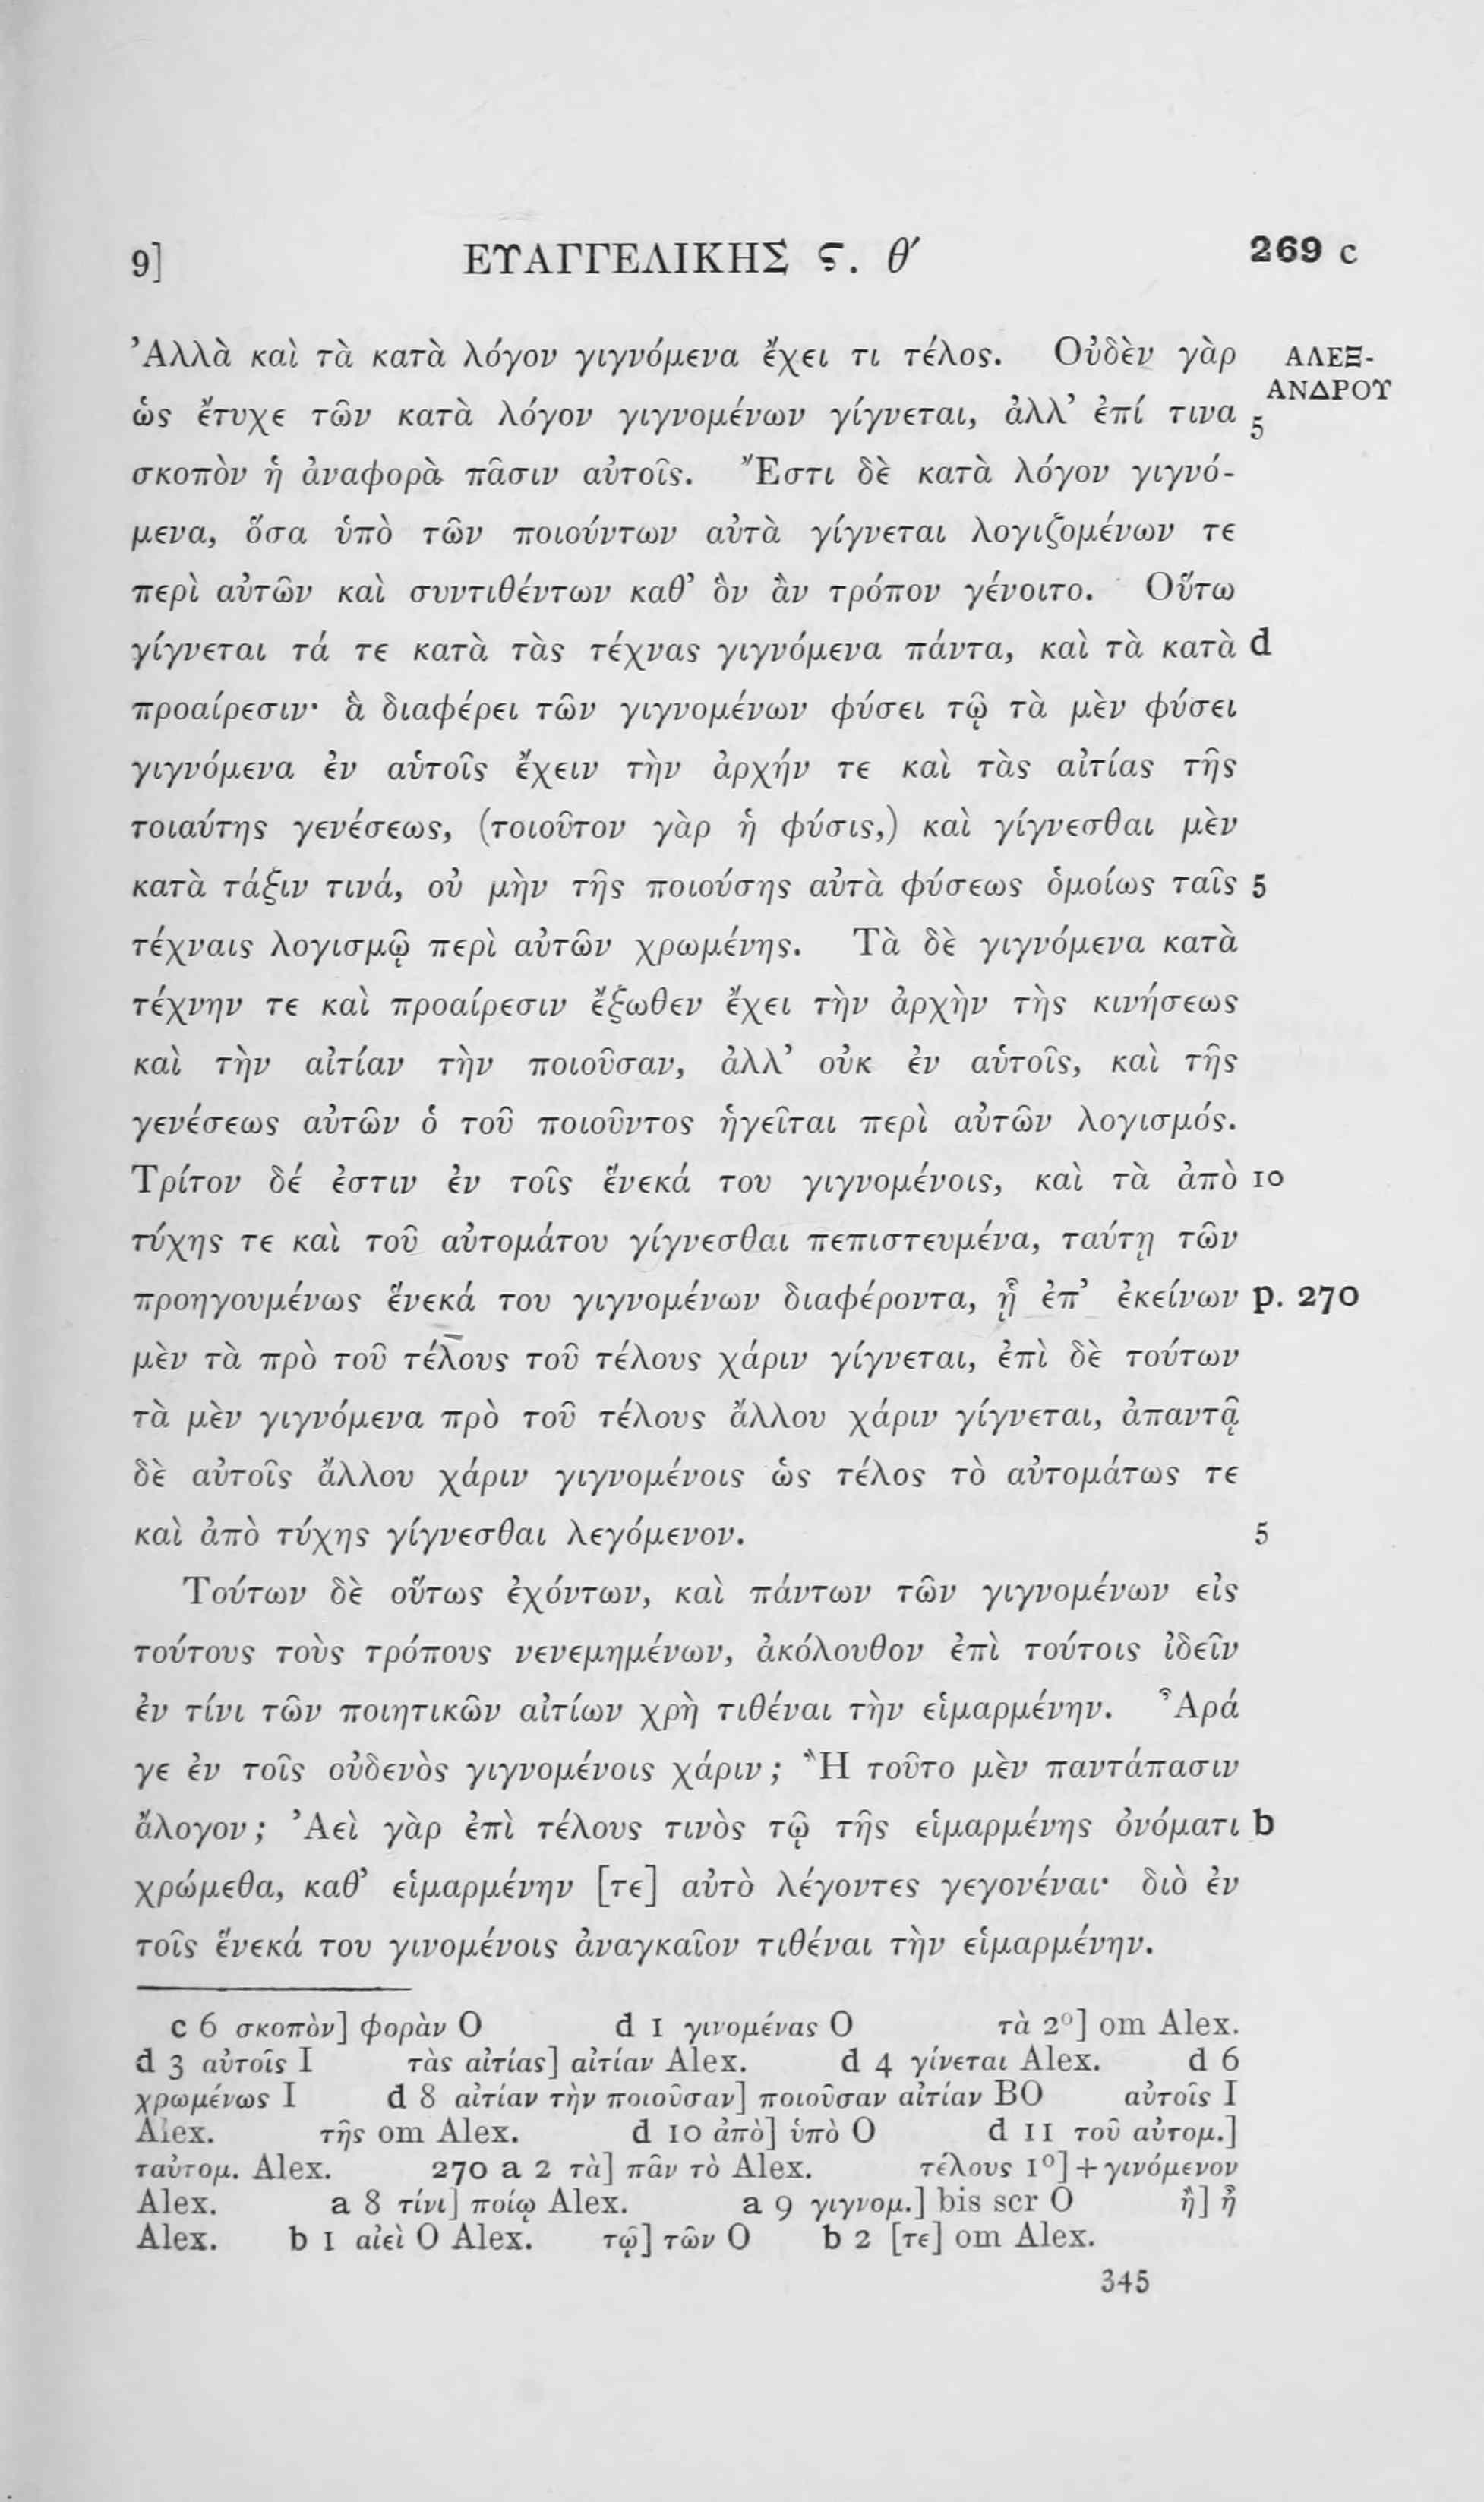 9] ΕΥΑΓΓΕΛΙΚΗΣ ϛ. θ´ 269 c
Ἀλλὰ καὶ τὰ κατὰ λόγον γιγνόμενα ἔχει τι τέλος. Οὐδὲν γὰρ ΑΛΕΞ-
ΑΝΔΡΟΥ
ὡς ἔτυχε τῶν κατὰ λόγον γιγνομένων γίγνεται, ἀλλ’ ἐπί τινα 5
σκοπὸν ἡ ἀναφορὰ πᾶσιν αὐτοῖς. Ἔστι δὲ κατὰ λόγον γιγνό-
μενα, ὅσα ὑπὸ τῶν ποιούντων αὐτὰ γίγνεται λογιζομένων τε
περὶ αὐτῶν καὶ συντιθέντων καθ’ ὃν ἂν τρόπον γένοιτο. Οὕτω
γίγνεται τά τε κατὰ τὰς τέχνας γιγνόμενα πάντα, καὶ τὰ κατὰ d
προαίρεσιν· ἃ διαφέρει τῶν γιγνομένων φύσει τῷ τὰ μὲν φύσει
γιγνόμενα ἐν αὑτοῖς ἔχειν τὴν ἀρχήν τε καὶ τὰς αἰτίας τῆς
τοιαύτης γενέσεως, (τοιοῦτον γὰρ ἡ φύσις,) καὶ γίγνεσθαι μὲν
κατὰ τάξιν τινά, οὐ μὴν τῆς ποιούσης αὐτὰ φύσεως ὁμοίως ταῖς 5
τέχναις λογισμῷ περὶ αὐτῶν χρωμένης. Τὰ δὲ γιγνόμενα κατὰ
τέχνην τε καὶ προαίρεσιν ἔξωθεν ἔχει τὴν ἀρχὴν τὴς κινήσεως
καὶ τὴν αἰτίαν τὴν ποιοῦσαν, ἀλλ’ οὐκ ἐν αὑτοῖς, καὶ τῆς
γενέσεως αὐτῶν ὁ τοῦ ποιοῦντος ἡγεῖται περὶ αὐτῶν λογισμός.
Τρίτον δέ ἐστιν ἐν τοῖς ἕνεκά του γιγνομένοις, καὶ τὰ ἀπὸ 10
τύχης τε καὶ τοῦ αὐτομάτου γίγνεσθαι πεπιστευμένα, ταύτῃ τῶν
προηγουμένως ἕνεκά του γιγνομένων διαφέροντα, ᾗ ἐπ’ ἐκείνων p. 270
μὲν τὰ πρὸ τοῦ τέλους τοῦ τέλους χάριν γίγνεται, ἐπὶ δὲ τούτων
τὰ μὲν γιγνόμενα πρὸ τοῦ τέλους ἄλλου χάριν γίγνεται, ἀπαντᾷ
δὲ αὐτοῖς ἄλλου χάριν γιγνομένοις ὡς τέλος τὸ αὐτομάτως τε
καὶ ἀπὸ τύχης γίγνεσθαι λεγόμενον. 5
Τούτων δὲ οὕτως ἐχόντων, καὶ πάντων τῶν γιγνομένων εἰς
τούτους τοὺς τρόπους νενεμημένων, ἀκόλουθον ἐπὶ τούτοις ἰδεῖν
ἐν τίνι τῶν ποιητικῶν αἰτίων χρὴ τιθέναι τὴν εἱμαρμένην. Ἆρά
γε ἐν τοῖς οὐδενὸς γιγνομένοις χάριν; Ἢ τοῦτο μὲν παντάπασιν
ἄλογον; Ἀεὶ γὰρ ἐπὶ τέλους τινὸς τῷ τῆς εἱμαρμένης ὀνόματι b
χρώμεθα, καθ’ εἱμαρμένην [τε] αὐτὸ λέγοντες γεγονέναι· διὸ ἐν
τοῖς ἕνεκά του γινομένοις ἀναγκαῖον τιθέναι τὴν εἱμαρμένην.
c 6 σκοπὸν] φορὰν O d 1 γινομένας O τὰ 2º] om Alex.
d 3 αὐτοῖς I τὰς αἰτίας] αἰτίαν Alex. d 4 γίνεται Alex. d 6
χρωμένως I d 8 αἰτίαν τὴν ποιοῦσαν] ποιοῦσαν αἰτίαν BO αὐτοῖς I
Alex. τῆς om Alex. d 10 ἀπὸ] ὑπὸ O d 11 τοῦ αὐτομ.]
ταὐτομ. Alex. 270 a 2 τὰ] πᾶν τὸ Alex. τέλους 1º] + γινόμενον
Alex. a 8 τίνι] ποίῳ Alex. a 9 γιγνομ.] bis scr O ἢ] ἦ
Alex. b 1 αἰεὶ O Alex. τῷ] τῶν O b 2 [τε] om Alex.
345